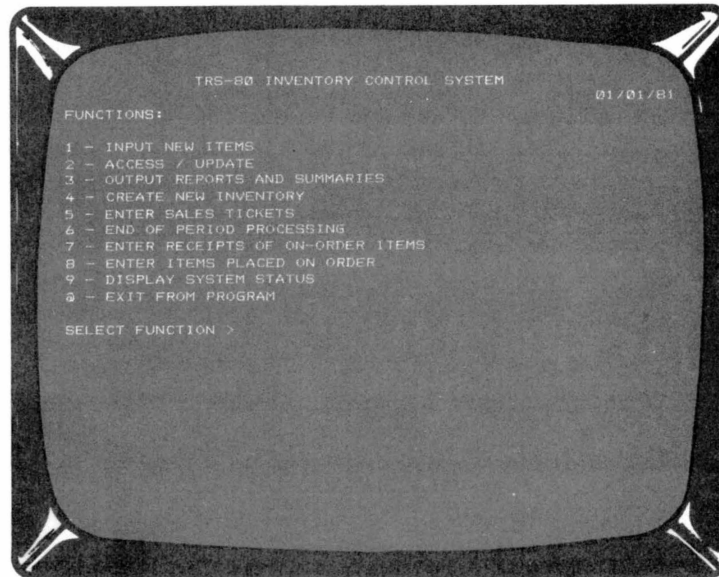 TRS-80 INVENTORY CONTROL SYSTEM
01/01/81
FUNCTIONS:
1 - INPUT NEW ITEMS
2 - ACCESS / UPDATE
3 - OUTPUT REPORTS AND SUMMARIES
4 - CREATE NEW INVENTORY
5 - ENTER SALES TICKETS
6 - END OF PERIOD PROCESSING
7 - ENTER RECEIPTS OF ON-ORDER ITEMS
8 - ENTER ITEMS PLACED ON ORDER
9 - DISPLAY SYSTEM STATUS
@ - EXIT FROM PROGRAM
SELECT FUNCTION >